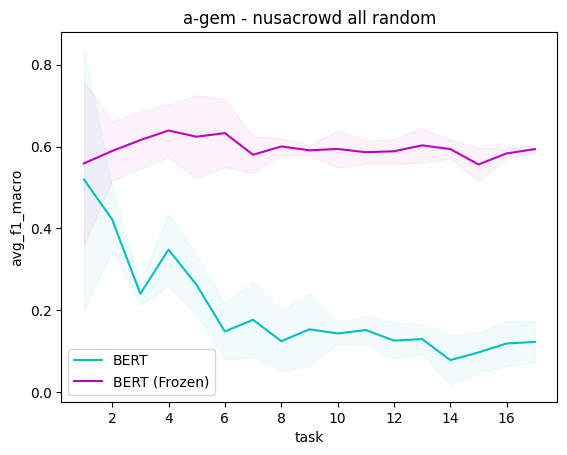 a-gem - nusacrowd all random
avg_f1_macro
0.8
0.6
0.4
0.2
0.0
BERT
BERT (Frozen)
2 4 6 8 10 12 14 16
task